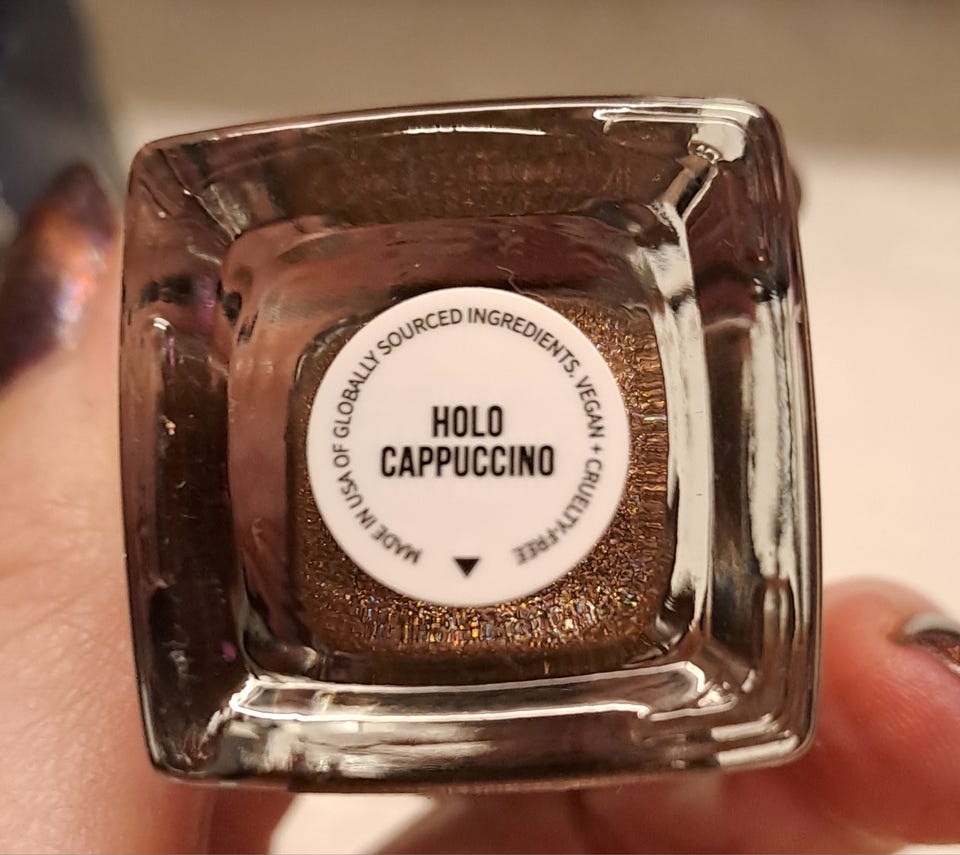 MADE IN USA OF GLOBALLY SOURCED INGREDIENTS. VEGAN + CRUELTY-FREE
HOLO
CAPPUCCINO